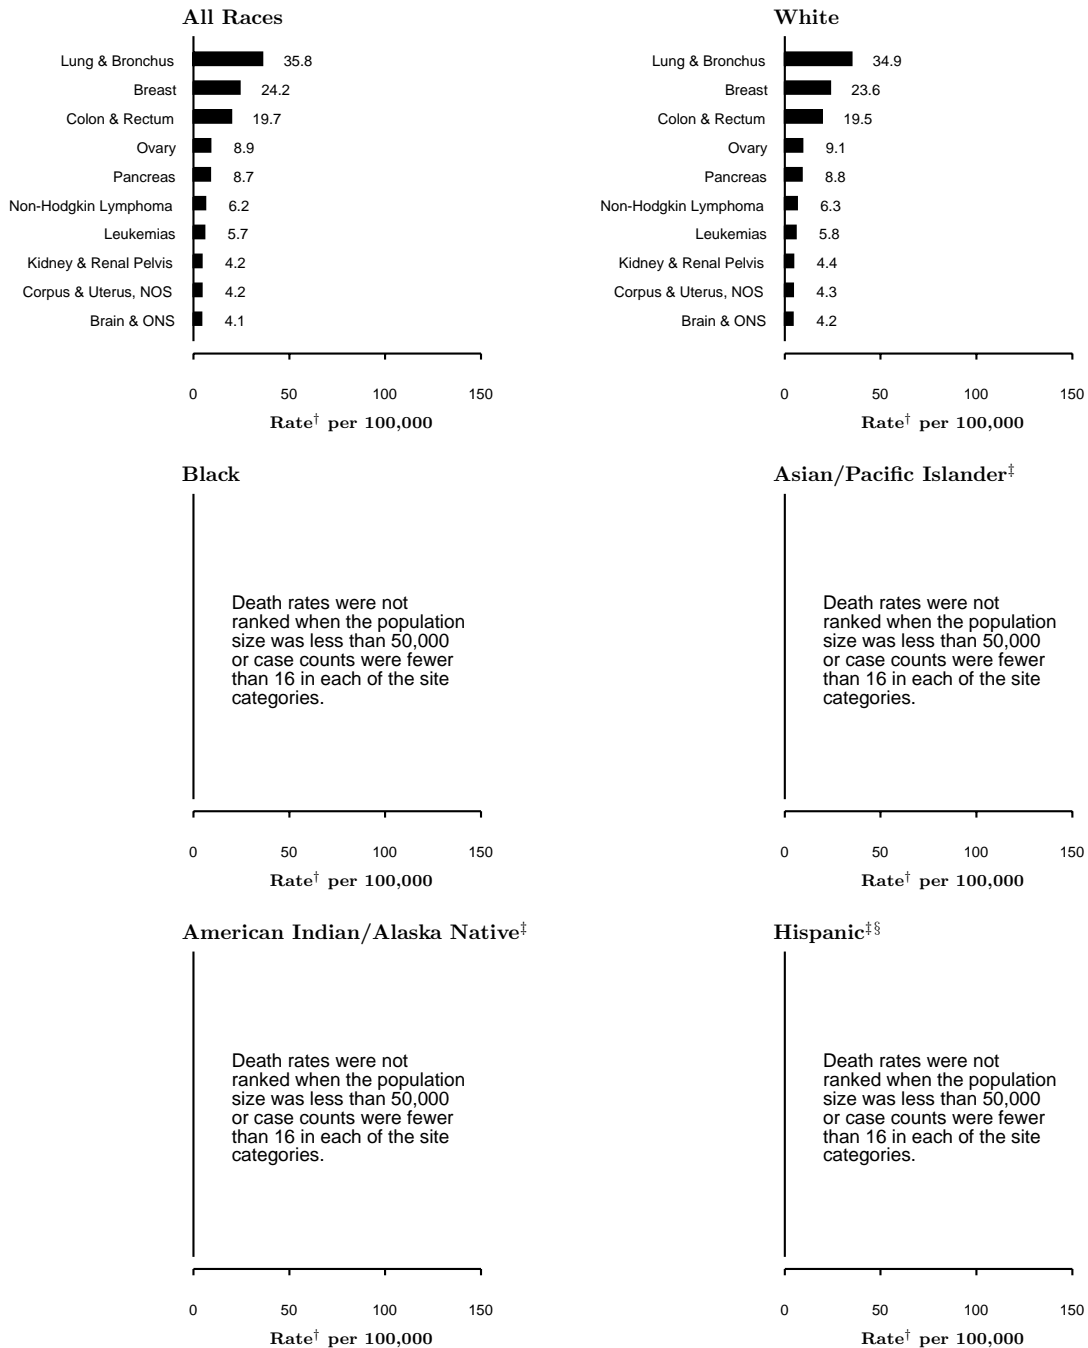 All Races
Lung & Bronchus 35.8
Breast 24.2
Colon & Rectum 19.7
Ovary 8.9
Pancreas 8.7
Non-Hodgkin Lymphoma 6.2
Leukemias 5.7
Kidney & Renal Pelvis 4.2
Corpus & Uterus, NOS 4.2
Brain & ONS 4.1
0 50 100 150
Rate† per 100,000
White
Lung & Bronchus 34.9
Breast 23.6
Colon & Rectum 19.5
Ovary 9.1
Pancreas 8.8
Non-Hodgkin Lymphoma 6.3
Leukemias 5.8
Kidney & Renal Pelvis 4.4
Corpus & Uterus, NOS 4.3
Brain & ONS 4.2
0 50 100 150
Rate† per 100,000
Black
Death rates were not
ranked when the population
size was less than 50,000
or case counts were fewer
than 16 in each of the site
categories.
0 50 100 150
Rate† per 100,000
Asian/Pacific Islander‡
Death rates were not
ranked when the population
size was less than 50,000
or case counts were fewer
than 16 in each of the site
categories.
0 50 100 150
Rate† per 100,000
American Indian/Alaska Native‡
Death rates were not
ranked when the population
size was less than 50,000
or case counts were fewer
than 16 in each of the site
categories.
0 50 100 150
Rate† per 100,000
Hispanic‡§
Death rates were not
ranked when the population
size was less than 50,000
or case counts were fewer
than 16 in each of the site
categories.
0 50 100 150
Rate† per 100,000